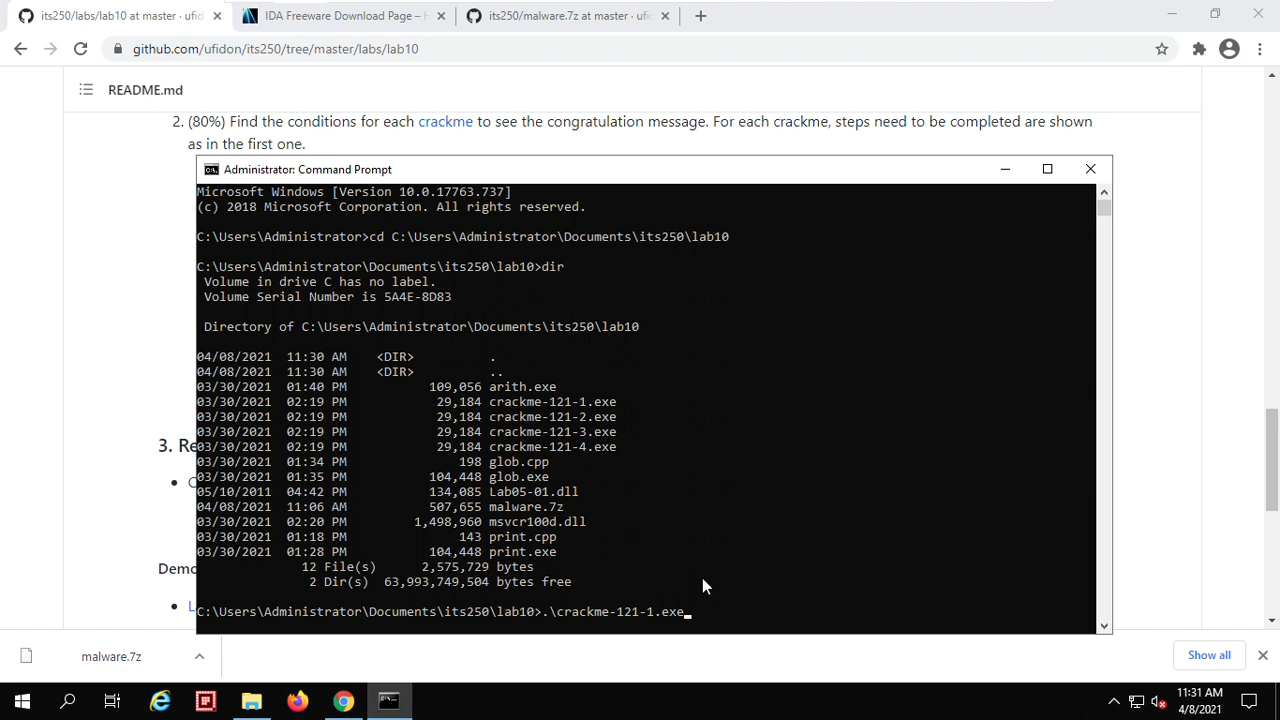 its250/labs/lab10 at master · ufid
IDA Freeware Download Page –
its250/malware.7z at master · ufi
github.com/ufidon/its250/tree/master/labs/lab10
README.md
2. (80%) Find the conditions for each crackme to see the congratulation message. For each crackme, steps need to be completed are shown
as in the first one.
Administrator: Command Prompt
Microsoft Windows [Version 10.0.17763.737]
(c) 2018 Microsoft Corporation. All rights reserved.
C:\Users\Administrator>cd C:\Users\Administrator\Documents\its250\lab10
C:\Users\Administrator\Documents\its250\lab10>dir
Volume in drive C has no label.
Volume Serial Number is 5A4E-8D83
Directory of C:\Users\Administrator\Documents\its250\lab10
04/08/2021 11:30 AM <DIR> .
04/08/2021 11:30 AM <DIR> ..
03/30/2021 01:40 PM 109,056 arith.exe
03/30/2021 02:19 PM 29,184 crackme-121-1.exe
03/30/2021 02:19 PM 29,184 crackme-121-2.exe
03/30/2021 02:19 PM 29,184 crackme-121-3.exe
03/30/2021 02:19 PM 29,184 crackme-121-4.exe
03/30/2021 01:34 PM 198 glob.cpp
03/30/2021 01:35 PM 104,448 glob.exe
05/10/2011 04:42 PM 134,085 Lab05-01.dll
04/08/2021 11:06 AM 507,655 malware.7z
03/30/2021 02:20 PM 1,498,960 msvcr100d.dll
03/30/2021 01:18 PM 143 print.cpp
03/30/2021 01:28 PM 104,448 print.exe
12 File(s) 2,575,729 bytes
2 Dir(s) 63,993,749,504 bytes free
C:\Users\Administrator\Documents\its250\lab10>.\crackme-121-1.exe
3. Re
Demo
L
malware.7z
Show all
11:31 AM
4/8/2021